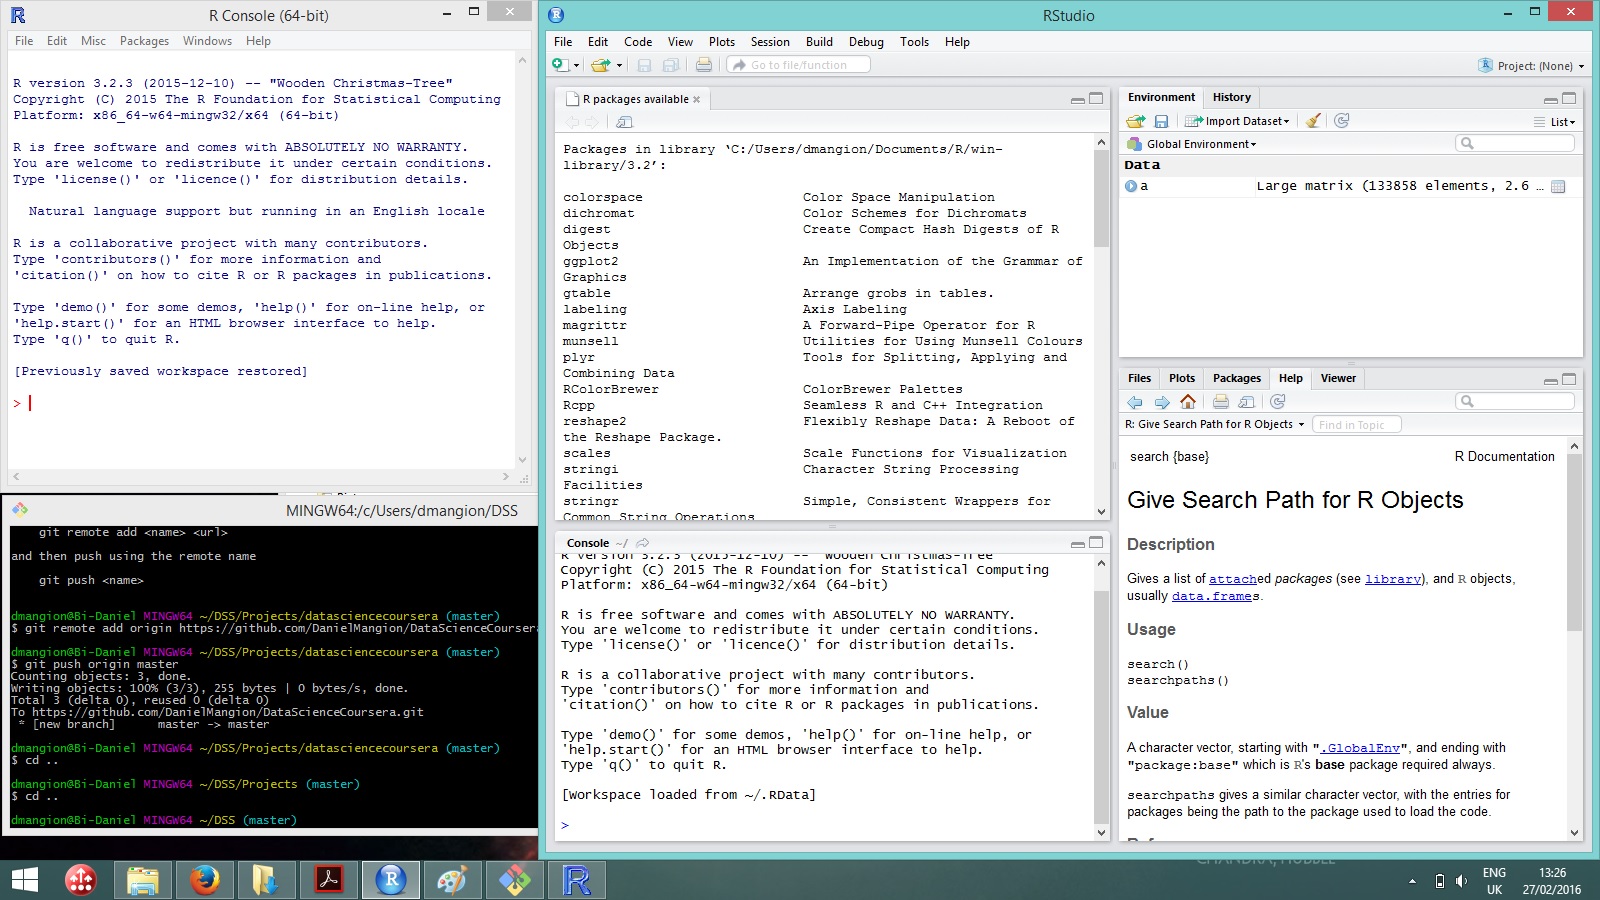 R Console (64-bit)
File Edit Misc Packages Windows Help
R version 3.2.3 (2015-12-10) -- "Wooden Christmas-Tree"
Copyright (C) 2015 The R Foundation for Statistical Computing
Platform: x86_64-w64-mingw32/x64 (64-bit)
R is free software and comes with ABSOLUTELY NO WARRANTY.
You are welcome to redistribute it under certain conditions.
Type 'license()' or 'licence()' for distribution details.
Natural language support but running in an English locale
R is a collaborative project with many contributors.
Type 'contributors()' for more information and
'citation()' on how to cite R or R packages in publications.
Type 'demo()' for some demos, 'help()' for on-line help, or
'help.start()' for an HTML browser interface to help.
Type 'q()' to quit R.
[Previously saved workspace restored]
>
MINGW64:/c/Users/dmangion/DSS
git remote add <name> <url>
and then push using the remote name
git push <name>
dmangion@Bi-Daniel MINGW64 ~/DSS/Projects/datasciencecoursera (master)
$ git remote add origin https://github.com/DanielMangion/DataScienceCoursera
dmangion@Bi-Daniel MINGW64 ~/DSS/Projects/datasciencecoursera (master)
$ git push origin master
Counting objects: 3, done.
Writing objects: 100% (3/3), 255 bytes | 0 bytes/s, done.
Total 3 (delta 0), reused 0 (delta 0)
To https://github.com/DanielMangion/DataScienceCoursera.git
* [new branch] master -> master
dmangion@Bi-Daniel MINGW64 ~/DSS/Projects/datasciencecoursera (master)
$ cd ..
dmangion@Bi-Daniel MINGW64 ~/DSS/Projects (master)
$ cd ..
dmangion@Bi-Daniel MINGW64 ~/DSS (master)
RStudio
File Edit Code View Plots Session Build Debug Tools Help
Go to file/function
Project: (None)
R packages available
Packages in library ‘C:/Users/dmangion/Documents/R/win-
library/3.2’:
colorspace Color Space Manipulation
dichromat Color Schemes for Dichromats
digest Create Compact Hash Digests of R
Objects
ggplot2 An Implementation of the Grammar of
Graphics
gtable Arrange grobs in tables.
labeling Axis Labeling
magrittr A Forward-Pipe Operator for R
munsell Utilities for Using Munsell Colours
plyr Tools for Splitting, Applying and
Combining Data
RColorBrewer ColorBrewer Palettes
Rcpp Seamless R and C++ Integration
reshape2 Flexibly Reshape Data: A Reboot of
the Reshape Package.
scales Scale Functions for Visualization
stringi Character String Processing
Facilities
stringr Simple, Consistent Wrappers for
Common String Operations
Console ~/
R version 3.2.3 (2015-12-10) -- "Wooden Christmas-Tree"
Copyright (C) 2015 The R Foundation for Statistical Computing
Platform: x86_64-w64-mingw32/x64 (64-bit)
R is free software and comes with ABSOLUTELY NO WARRANTY.
You are welcome to redistribute it under certain conditions.
Type 'license()' or 'licence()' for distribution details.
R is a collaborative project with many contributors.
Type 'contributors()' for more information and
'citation()' on how to cite R or R packages in publications.
Type 'demo()' for some demos, 'help()' for on-line help, or
'help.start()' for an HTML browser interface to help.
Type 'q()' to quit R.
[Workspace loaded from ~/.RData]
>
Environment History
Import Dataset List
Global Environment
Data
a Large matrix (133858 elements, 2.6 …
Files Plots Packages Help Viewer
R: Give Search Path for R Objects Find in Topic
search {base} R Documentation
Give Search Path for R Objects
Description
Gives a list of attached packages (see library), and R objects,
usually data.frames.
Usage
search()
searchpaths()
Value
A character vector, starting with ".GlobalEnv", and ending with
"package:base" which is R's base package required always.
searchpaths gives a similar character vector, with the entries for
packages being the path to the package used to load the code.
CHANDRA, HUBBLE
ENG 13:26
UK 27/02/2016